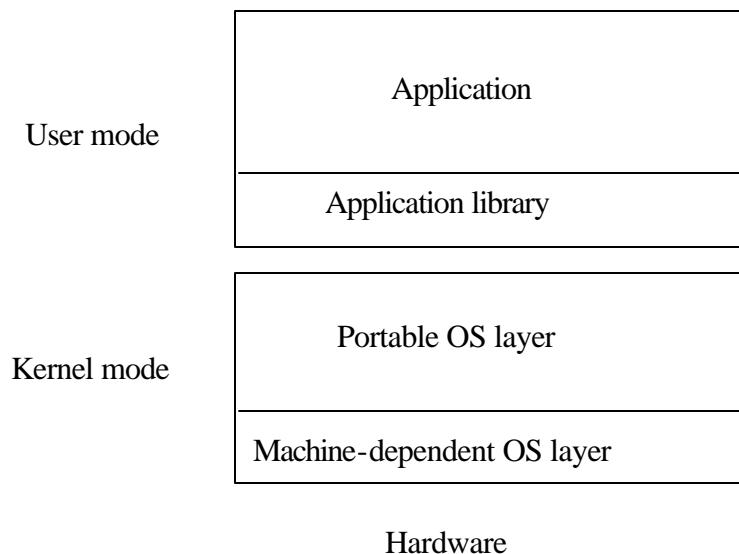 Application
User mode
Application library
Portable OS layer
Kernel mode
Machine-dependent OS layer
Hardware